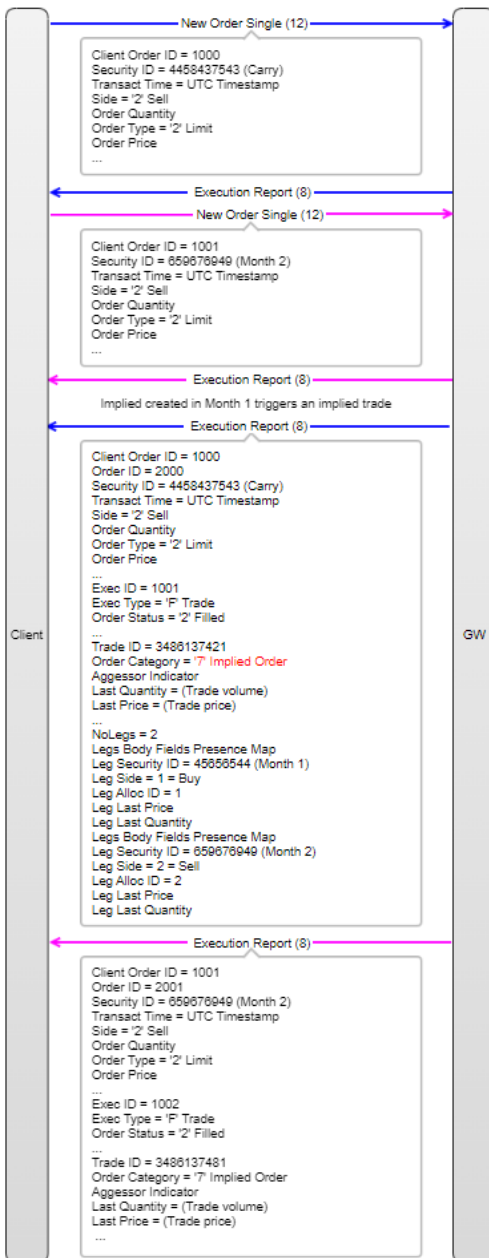 New Order Single (12)
Client Order ID = 1000
Security ID = 4458437543 (Carry)
Transact Time = UTC Timestamp
Side = '2' Sell
Order Quantity
Order Type = '2' Limit
Order Price
...
Execution Report (8)
New Order Single (12)
Client Order ID = 1001
Security ID = 659676949 (Month 2)
Transact Time = UTC Timestamp
Side = '2' Sell
Order Quantity
Order Type = '2' Limit
Order Price
...
Execution Report (8)
Implied created in Month 1 triggers an implied trade
Execution Report (8)
Client Order ID = 1000
Order ID = 2000
Security ID = 4458437543 (Carry)
Transact Time = UTC Timestamp
Side = '2' Sell
Order Quantity
Order Type = '2' Limit
Order Price
...
Exec ID = 1001
Exec Type = 'F' Trade
Order Status = '2' Filled
...
Client
GW
Trade ID = 3486137421
Order Category = '7' Implied Order
Aggessor Indicator
Last Quantity = (Trade volume)
Last Price = (Trade price)
...
NoLegs = 2
Legs Body Fields Presence Map
Leg Security ID = 45656544 (Month 1)
Leg Side = 1 = Buy
Leg Alloc ID = 1
Leg Last Price
Leg Last Quantity
Legs Body Fields Presence Map
Leg Security ID = 659676949 (Month 2)
Leg Side = 2 = Sell
Leg Alloc ID = 2
Leg Last Price
Leg Last Quantity
Execution Report (8)
Client Order ID = 1001
Order ID = 2001
Security ID = 659676949 (Month 2)
Transact Time = UTC Timestamp
Side = '2' Sell
Order Quantity
Order Type = '2' Limit
Order Price
...
Exec ID = 1002
Exec Type = 'F' Trade
Order Status = '2' Filled
...
Trade ID = 3486137481
Order Category = '7' Implied Order
Aggessor Indicator
Last Quantity = (Trade volume)
Last Price = (Trade price)
...